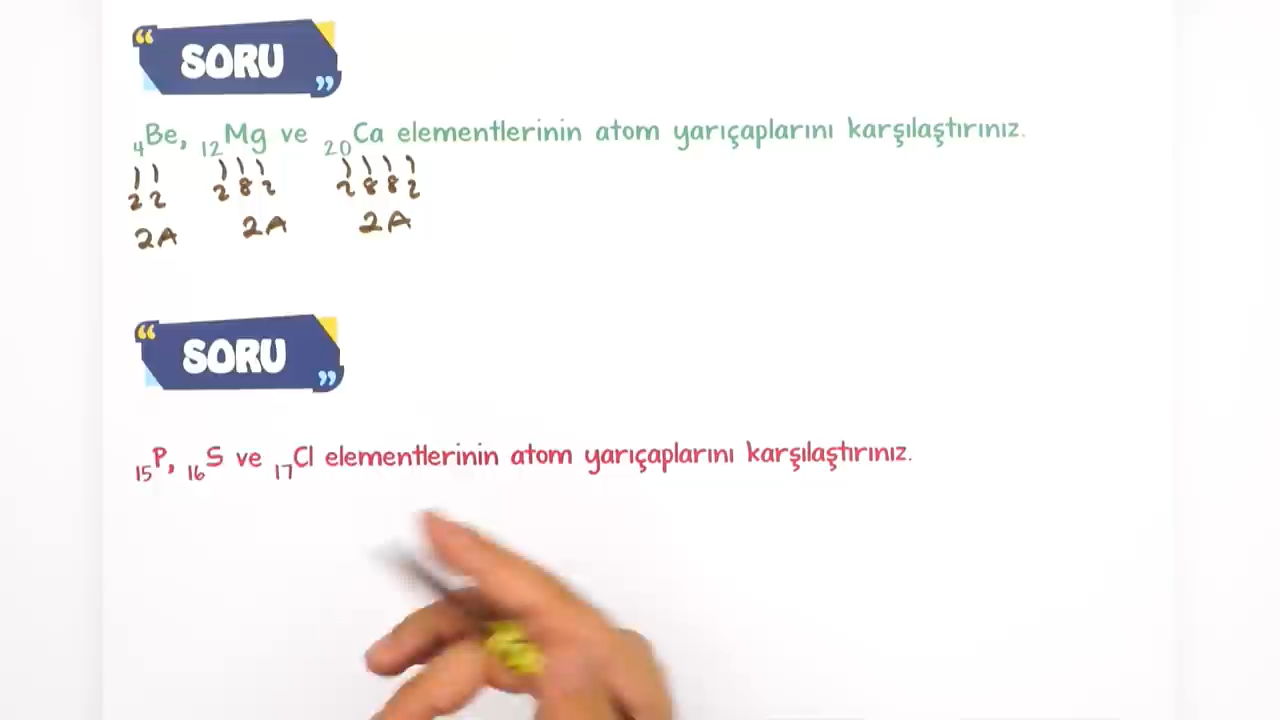 “ SORU ”
₄Be, ₁₂Mg ve ₂₀Ca elementlerinin atom yarıçaplarını karşılaştırınız.
2 2 2 8 2 2 8 8 2
2A 2A 2A
“ SORU ”
₁₅P, ₁₆S ve ₁₇Cl elementlerinin atom yarıçaplarını karşılaştırınız.